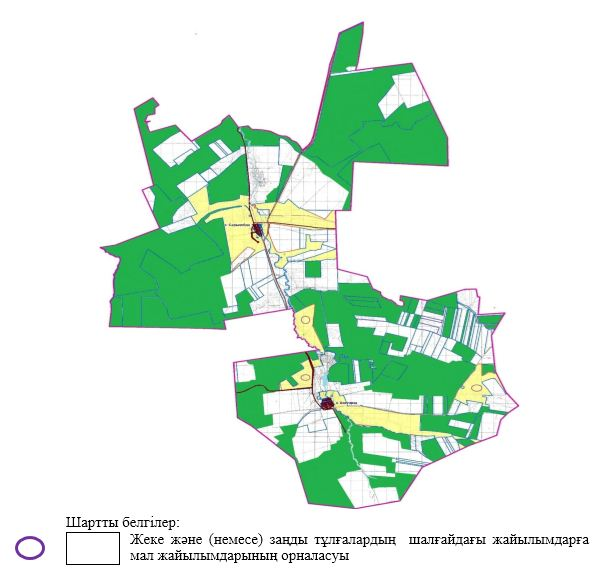 Шартты белгілер:
Жеке және (немесе) заңды тұлғалардың шалғайдағы жайылымдарға
мал жайылымдарының орналасуы